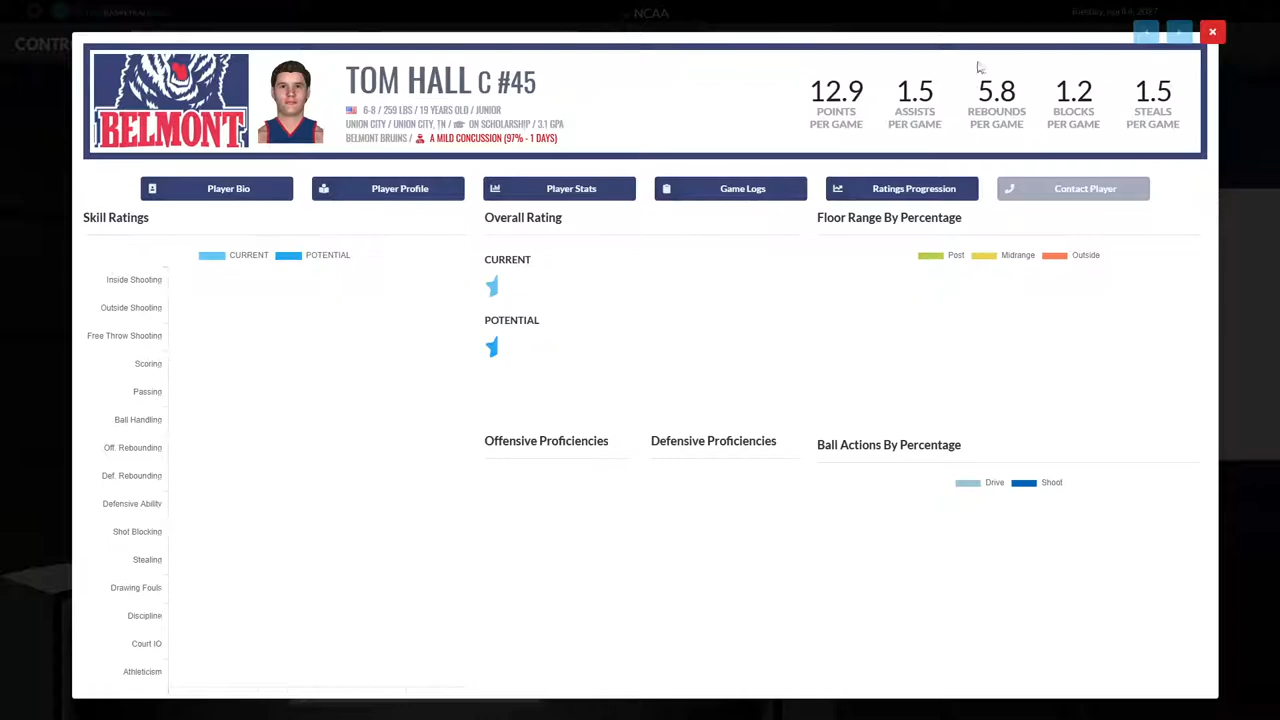 NCAA
CONTR
BELMONT
TOM HALL C #45
6-8 / 259 LBS / 19 YEARS OLD / JUNIOR
UNION CITY / UNION CITY, TN / ON SCHOLARSHIP / 3.1 GPA
BELMONT BRUINS / A MILD CONCUSSION (97% - 1 DAYS)
12.9 1.5 5.8 1.2 1.5
POINTS ASSISTS REBOUNDS BLOCKS STEALS
PER GAME PER GAME PER GAME PER GAME PER GAME
Player Bio Player Profile Player Stats Game Logs Ratings Progression Contact Player
Skill Ratings
CURRENT POTENTIAL
Inside Shooting
Outside Shooting
Free Throw Shooting
Scoring
Passing
Ball Handling
Off. Rebounding
Def. Rebounding
Defensive Ability
Shot Blocking
Stealing
Drawing Fouls
Discipline
Court IQ
Athleticism
Overall Rating
CURRENT
POTENTIAL
Offensive Proficiencies Defensive Proficiencies
Floor Range By Percentage
Post Midrange Outside
Ball Actions By Percentage
Drive Shoot